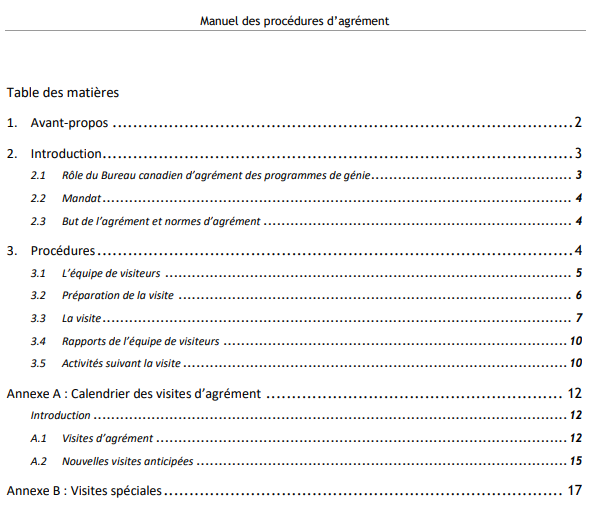 Manuel des procédures d’agrément
Table des matières
1. Avant-propos ................................................................ 2
2. Introduction ................................................................ 3
2.1 Rôle du Bureau canadien d’agrément des programmes de génie ................................ 3
2.2 Mandat ................................................................ 4
2.3 But de l’agrément et normes d’agrément ................................ 4
3. Procédures ................................................................ 4
3.1 L’équipe de visiteurs ................................ 5
3.2 Préparation de la visite ................................ 6
3.3 La visite ................................ 7
3.4 Rapports de l’équipe de visiteurs ................................ 10
3.5 Activités suivant la visite ................................ 10
Annexe A : Calendrier des visites d’agrément ................................ 12
Introduction ................................ 12
A.1 Visites d’agrément ................................ 12
A.2 Nouvelles visites anticipées ................................ 15
Annexe B : Visites spéciales ................................ 17